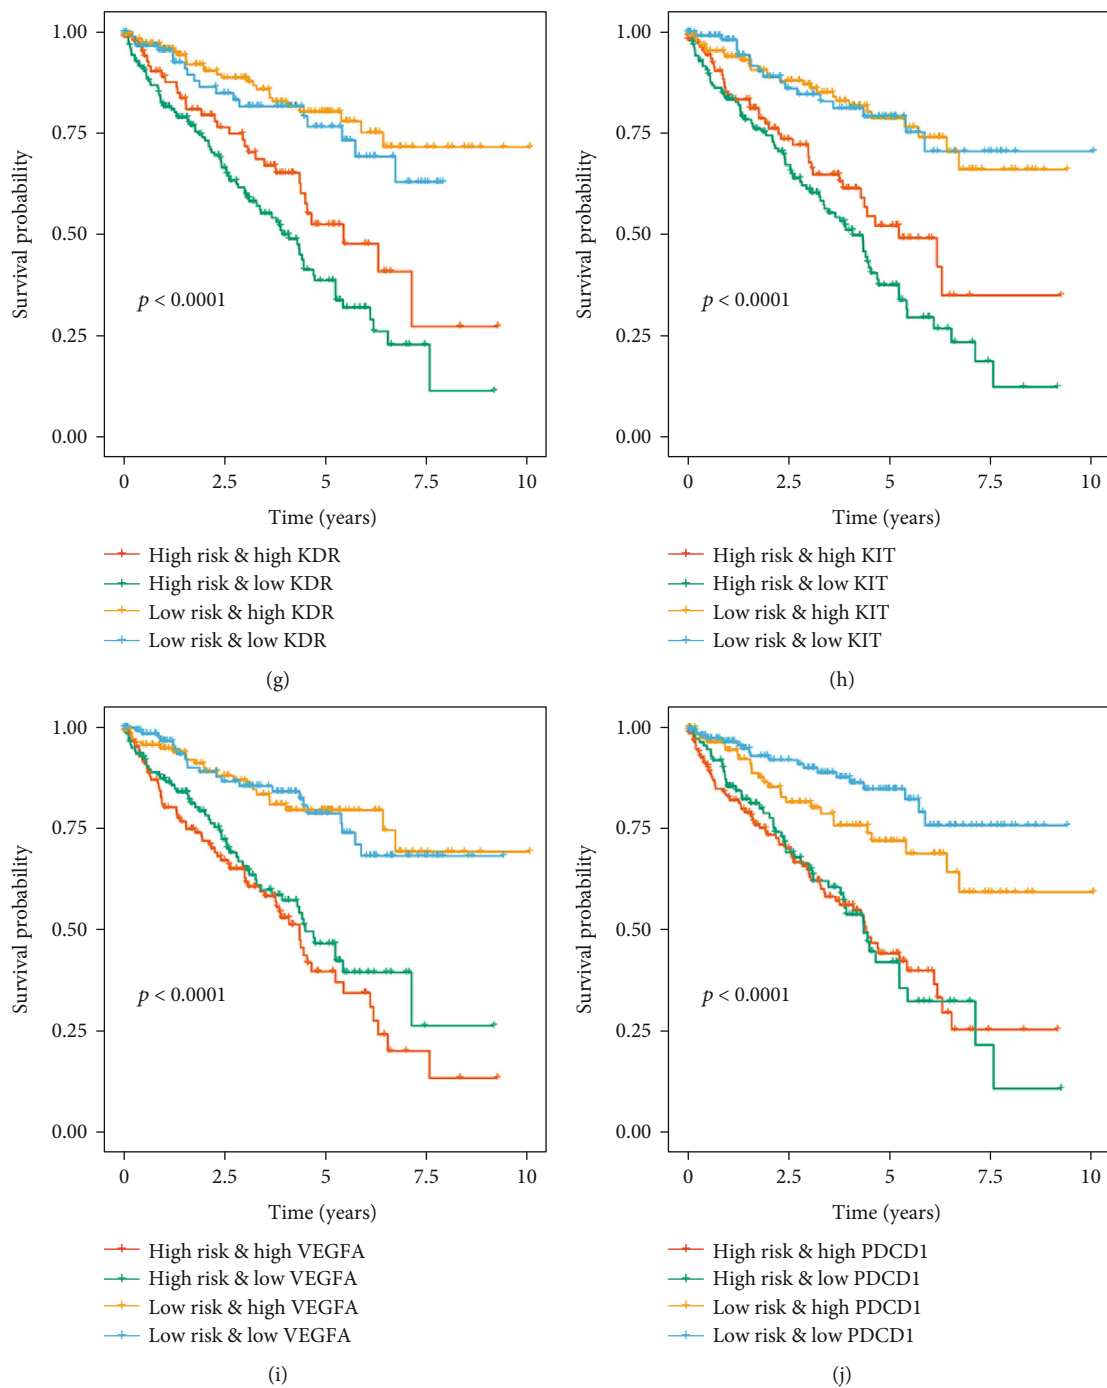 1.00
0.75
0.50
0.25
0.00
Survival probability
p < 0.0001
0 2.5 5 7.5 10
Time (years)
High risk & high KDR
High risk & low KDR
Low risk & high KDR
Low risk & low KDR
(g)
1.00
0.75
0.50
0.25
0.00
Survival probability
p < 0.0001
0 2.5 5 7.5 10
Time (years)
High risk & high KIT
High risk & low KIT
Low risk & high KIT
Low risk & low KIT
(h)
1.00
0.75
0.50
0.25
0.00
Survival probability
p < 0.0001
0 2.5 5 7.5 10
Time (years)
High risk & high VEGFA
High risk & low VEGFA
Low risk & high VEGFA
Low risk & low VEGFA
(i)
1.00
0.75
0.50
0.25
0.00
Survival probability
p < 0.0001
0 2.5 5 7.5 10
Time (years)
High risk & high PDCD1
High risk & low PDCD1
Low risk & high PDCD1
Low risk & low PDCD1
(j)